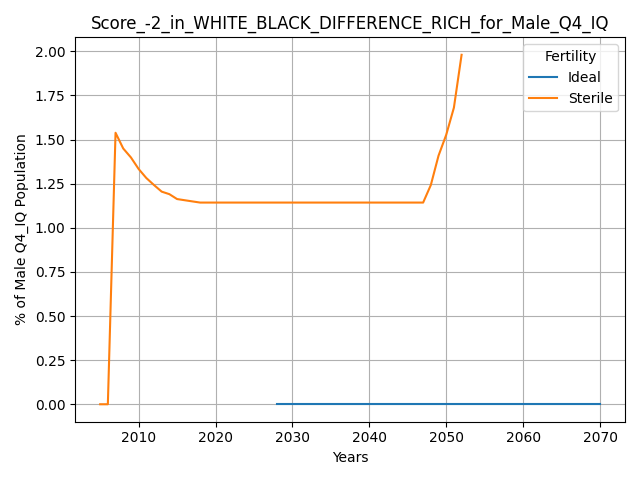 Score_-2_in_WHITE_BLACK_DIFFERENCE_RICH_for_Male_Q4_IQ
Fertility
Ideal
Sterile
% of Male Q4_IQ Population
2.00
1.75
1.50
1.25
1.00
0.75
0.50
0.25
0.00
2010 2020 2030 2040 2050 2060 2070
Years